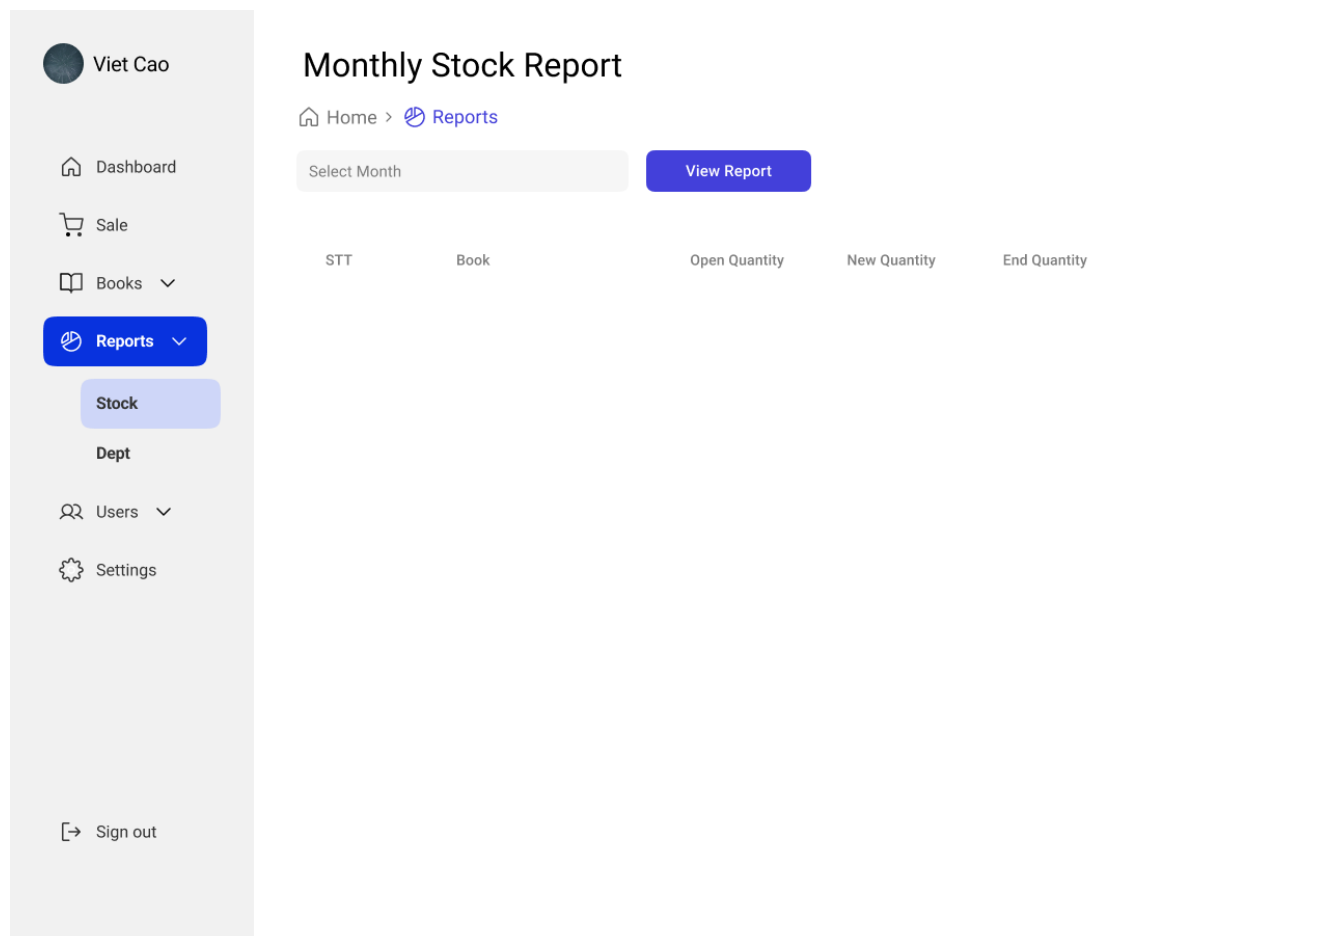 Viet Cao
Dashboard
Sale
Books
Reports
Stock
Dept
Users
Settings
Sign out
Monthly Stock Report
Home > Reports
Select Month
View Report
STT Book Open Quantity New Quantity End Quantity